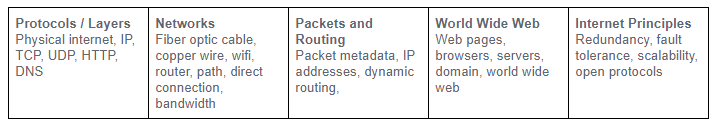 Protocols / Layers
Physical internet, IP,
TCP, UDP, HTTP,
DNS
Networks
Fiber optic cable,
copper wire, wifi,
router, path, direct
connection,
bandwidth
Packets and
Routing
Packet metadata, IP
addresses, dynamic
routing,
World Wide Web
Web pages,
browsers, servers,
domain, world wide
web
Internet Principles
Redundancy, fault
tolerance, scalability,
open protocols